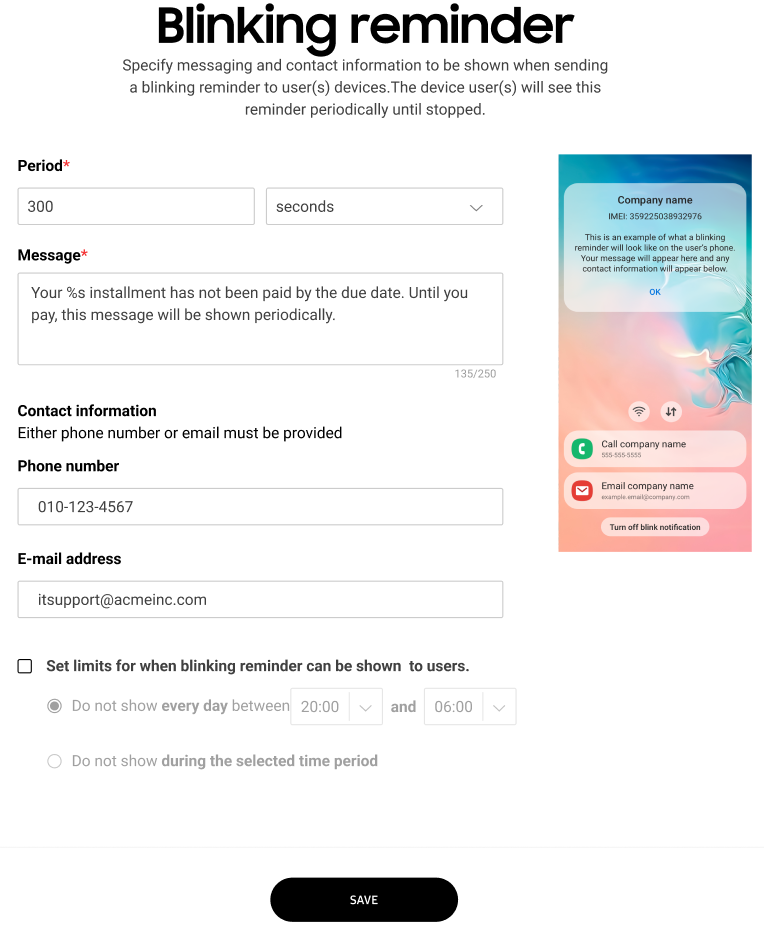 Blinking reminder
Specify messaging and contact information to be shown when sending
a blinking reminder to user(s) devices.The device user(s) will see this
reminder periodically until stopped.
Period*
300
seconds
Message*
Your %s installment has not been paid by the due date. Until you
pay, this message will be shown periodically.
135/250
Contact information
Either phone number or email must be provided
Phone number
010-123-4567
E-mail address
itsupport@acmeinc.com
Set limits for when blinking reminder can be shown to users.
Do not show every day between 20:00 and 06:00
Do not show during the selected time period
SAVE
Company name
IMEI: 359225038932976
This is an example of what a blinking
reminder will look like on the user's phone.
Your message will appear here and any
contact information will appear below.
OK
Call company name
555-555-5555
Email company name
example.email@company.com
Turn off blink notification